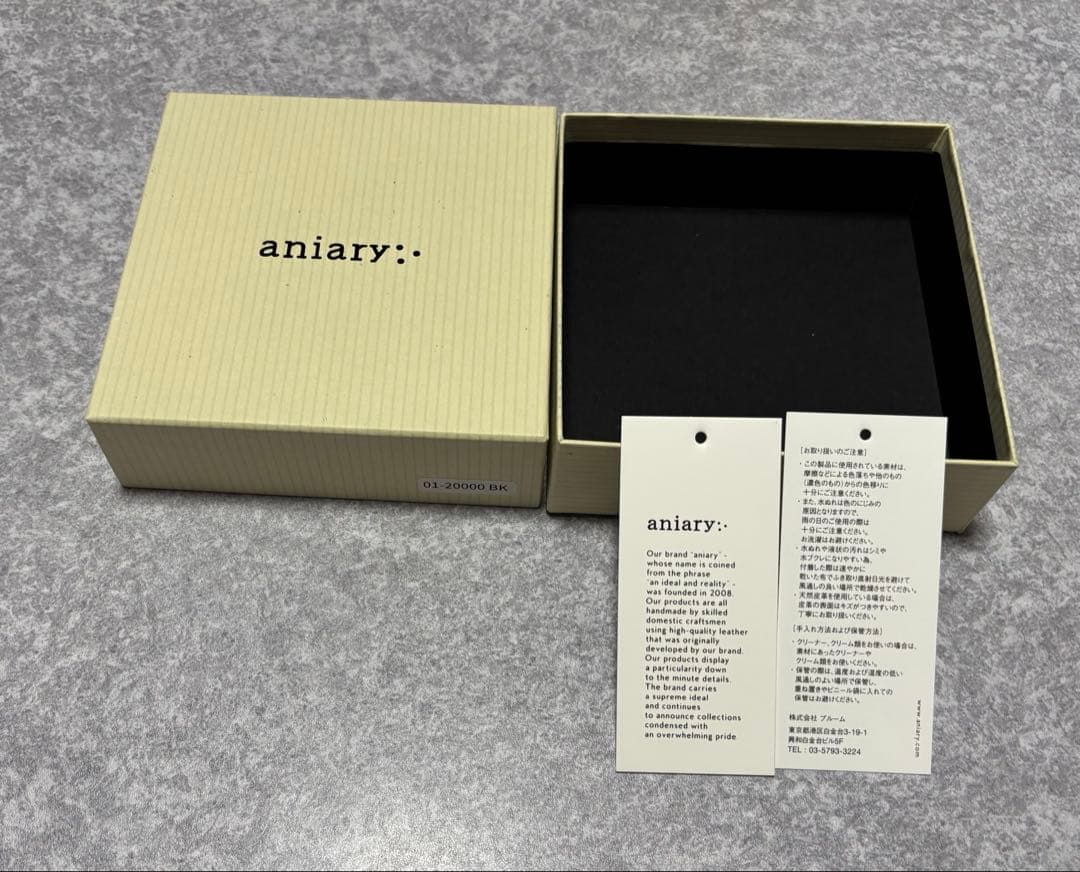 aniary:·
01-20000 BK
aniary:·
Our brand "aniary" -
whose name is coined
from the phrase
"an ideal and reality" -
was founded in 2008.
Our products are all
handmade by skilled
domestic craftsmen
using high-quality leather
that was originally
developed by our brand.
Our products display
a particularity down
to the minute details.
The brand carries
a supreme ideal
and continues
to announce collections
condensed with
an overwhelming pride
[お取り扱いのご注意]
・この製品に使用されている素材は、
摩擦などによる色落ちや他のもの
(濃色のもの)からの色移りに
十分にご注意ください。
・また、水ぬれは色のにじみの
原因となりますので、
雨の日のご使用の際は
十分にご注意ください。
お洗濯はお避けください。
・水ぬれや液状の汚れはシミや
水ブクレになりやすい為、
付着した際は速やかに
乾いた布でふき取り直射日光を避けて
風通しの良い場所で乾燥させてください。
・天然皮革を使用している場合は、
皮革の表面はキズがつきやすいので、
丁寧にお取り扱いください。
[手入れ方法および保管方法]
・クリーナー、クリーム類をお使いの場合は、
素材にあったクリーナーや
クリーム類をお使いください。
・保管の際は、温度および湿度の低い
風通しのよい場所で保管し、
重ね置きやビニール袋に入れての
保管はお避けください。
株式会社 ブルーム
東京都港区白金台3-19-1
興和白金台ビル5F
TEL : 03-5793-3224
www.aniary.com